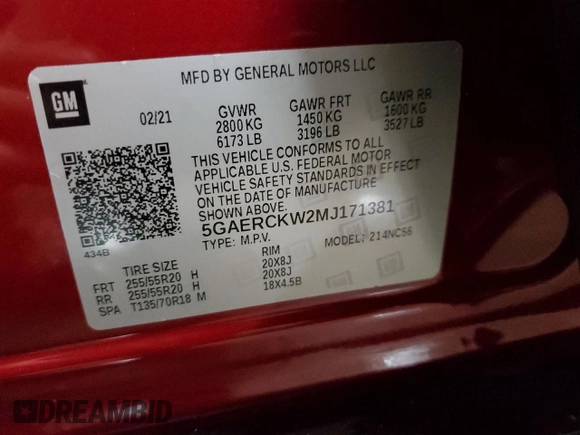 GM
MFD BY GENERAL MOTORS LLC
02/21 GVWR GAWR FRT GAWR RR
2800 KG 1450 KG 1600 KG
6173 LB 3196 LB 3527 LB
THIS VEHICLE CONFORMS TO ALL
APPLICABLE U.S. FEDERAL MOTOR
VEHICLE SAFETY STANDARDS IN EFFECT
ON THE DATE OF MANUFACTURE
SHOWN ABOVE.
5GAERCKW2MJ171381
434B TYPE: M.P.V. MODEL: 214NC56
TIRE SIZE RIM
FRT 255/55R20 H 20X8J
RR 255/55R20 H 20X8J
SPA T135/70R18 M 18X4.5B
DREAMBID